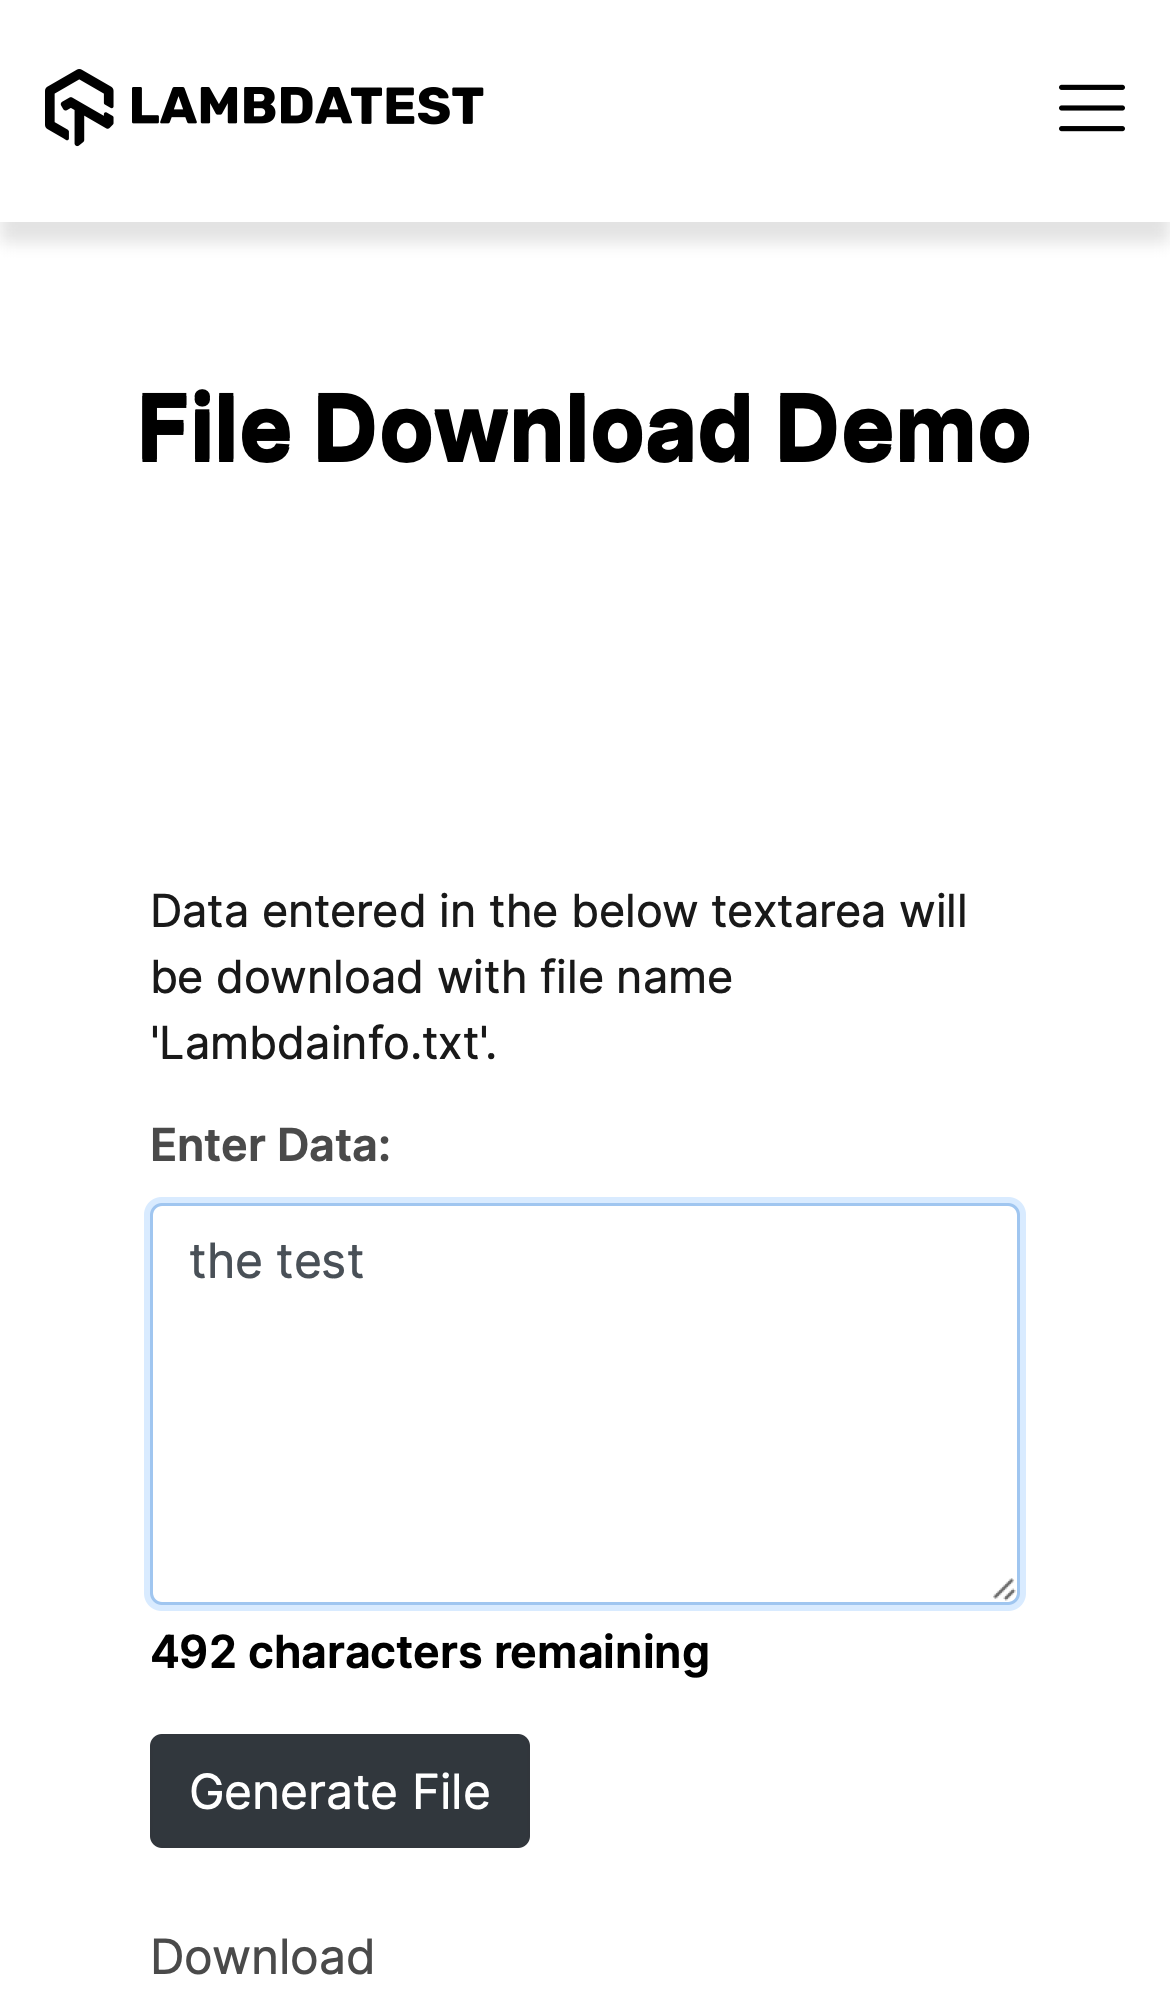 LAMBDATEST
File Download Demo
Data entered in the below textarea will
be download with file name
'Lambdainfo.txt'.
Enter Data:
the test
492 characters remaining
Generate File
Download